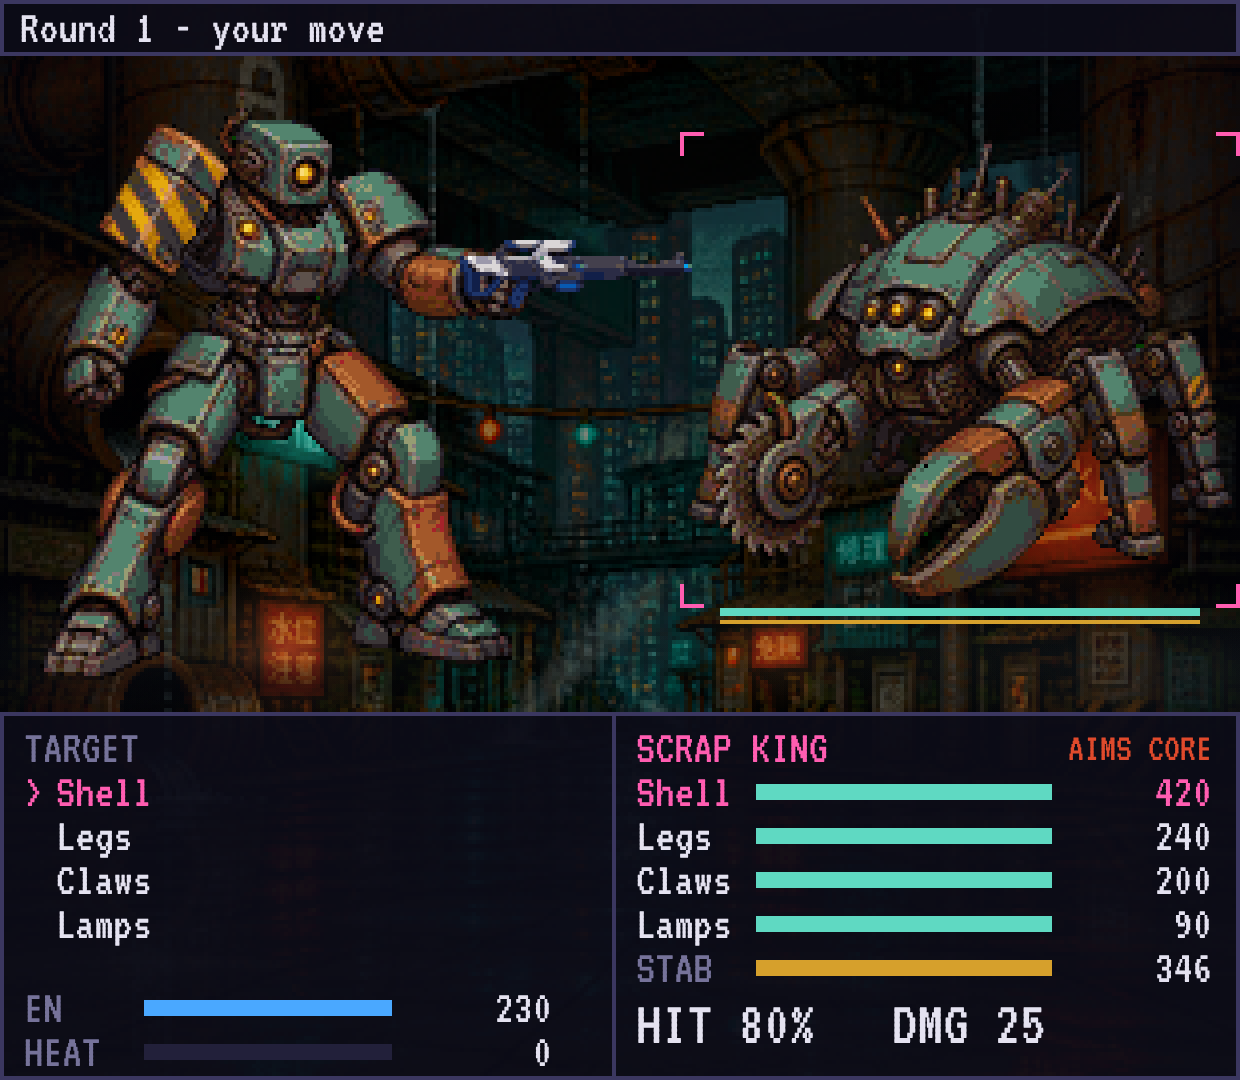 Round 1 - your move
TARGET
> Shell
Legs
Claws
Lamps
EN 230
HEAT 0
SCRAP KING AIMS CORE
Shell 420
Legs 240
Claws 200
Lamps 90
STAB 346
HIT 80% DMG 25